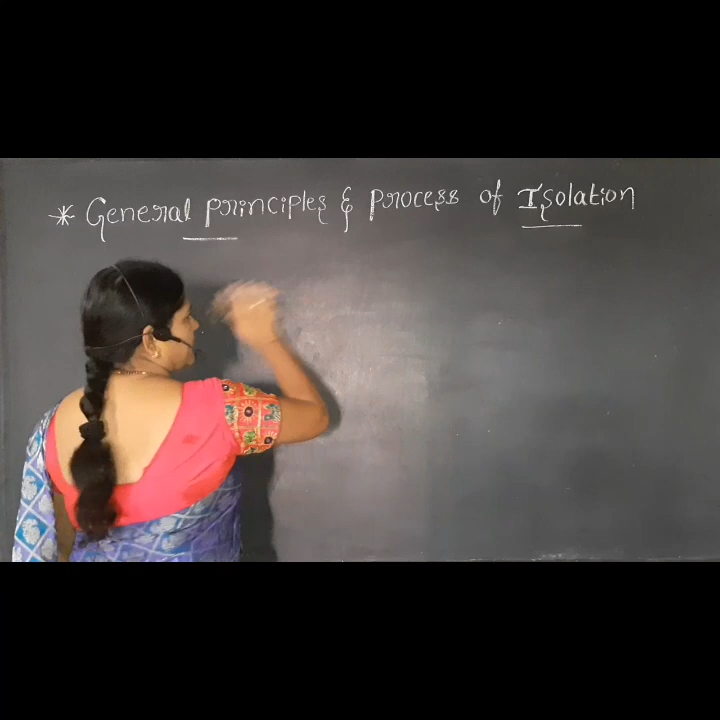 * General principles & process of Isolation